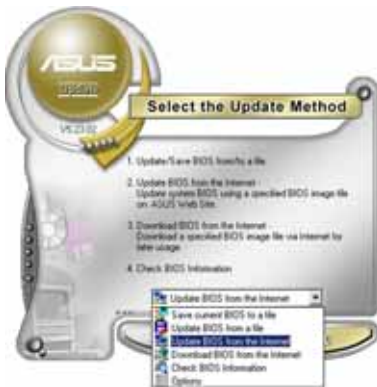 ASUS
Update
V5.23.02
Select the Update Method
1. Update/Save BIOS from/to a file
2. Update BIOS from the Internet -
Update system BIOS using a specified BIOS image file
on ASUS Web Site.
3. Download BIOS from the Internet -
Download a specified BIOS image file via Internet for
later usage.
4. Check BIOS Information
Update BIOS from the Internet
Save current BIOS to a file
Update BIOS from a file
Update BIOS from the Internet
Download BIOS from the Internet
Check BIOS Information
Options